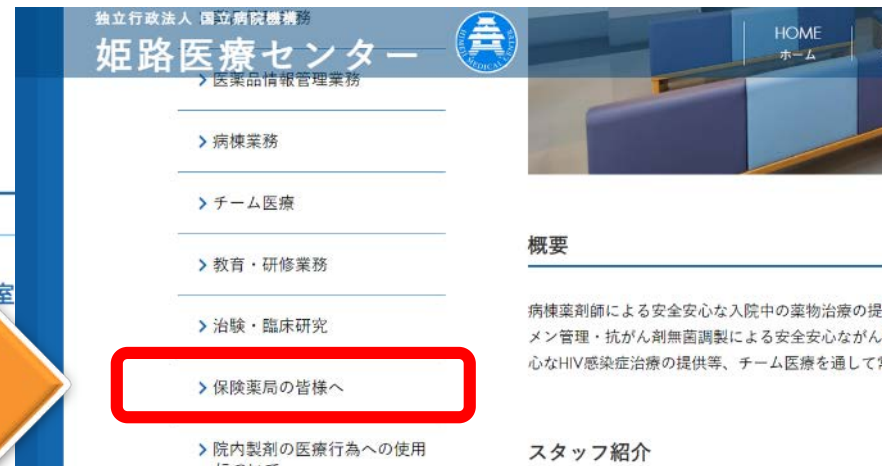 独立行政法人 国立病院機構
姫路医療センター
HOME
ホーム
医薬品情報管理業務
病棟業務
チーム医療
教育・研修業務
治験・臨床研究
保険薬局の皆様へ
院内製剤の医療行為への使用
について
概要
病棟薬剤師による安全安心な入院中の薬物治療の提
メン管理・抗がん剤無菌調製による安全安心ながん
心なHIV感染症治療の提供等、チーム医療を通して
スタッフ紹介
室